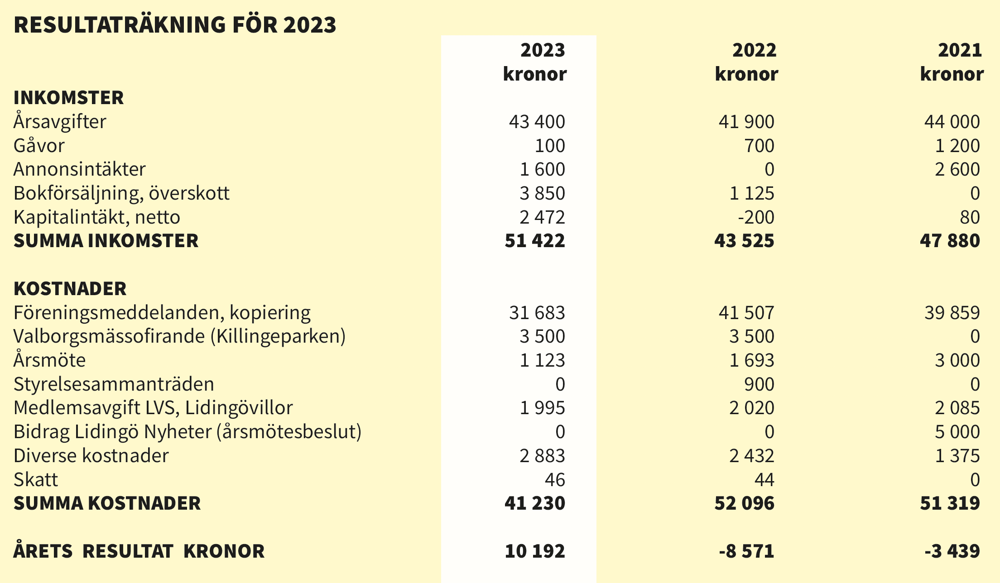 RESULTATRÄKNING FÖR 2023
2023 2022 2021
kronor kronor kronor
INKOMSTER
Årsavgifter 43 400 41 900 44 000
Gåvor 100 700 1 200
Annonsintäkter 1 600 0 2 600
Bokförsäljning, överskott 3 850 1 125 0
Kapitalintäkt, netto 2 472 -200 80
SUMMA INKOMSTER 51 422 43 525 47 880
KOSTNADER
Föreningsmeddelanden, kopiering 31 683 41 507 39 859
Valborgsmässofirande (Killingeparken) 3 500 3 500 0
Årsmöte 1 123 1 693 3 000
Styrelsesammanträden 0 900 0
Medlemsavgift LVS, Lidingövillor 1 995 2 020 2 085
Bidrag Lidingö Nyheter (årsmötesbeslut) 0 0 5 000
Diverse kostnader 2 883 2 432 1 375
Skatt 46 44 0
SUMMA KOSTNADER 41 230 52 096 51 319
ÅRETS RESULTAT KRONOR 10 192 -8 571 -3 439